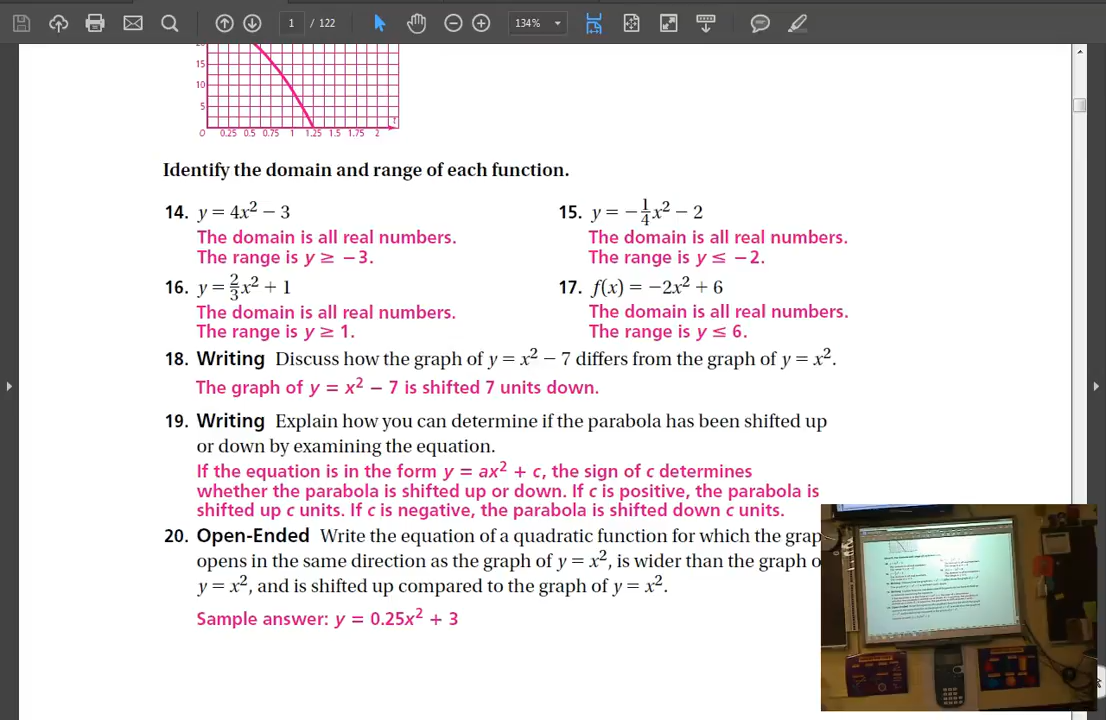 1 / 122 134%
20
15
10
5
O 0.25 0.5 0.75 1 1.25 1.5 1.75 2 t
Identify the domain and range of each function.
14. y = 4x² − 3
The domain is all real numbers.
The range is y ≥ −3.
15. y = −1/4x² − 2
The domain is all real numbers.
The range is y ≤ −2.
16. y = 2/3x² + 1
The domain is all real numbers.
The range is y ≥ 1.
17. f(x) = −2x² + 6
The domain is all real numbers.
The range is y ≤ 6.
18. Writing Discuss how the graph of y = x² − 7 differs from the graph of y = x².
The graph of y = x² − 7 is shifted 7 units down.
19. Writing Explain how you can determine if the parabola has been shifted up
or down by examining the equation.
If the equation is in the form y = ax² + c, the sign of c determines
whether the parabola is shifted up or down. If c is positive, the parabola is
shifted up c units. If c is negative, the parabola is shifted down c units.
20. Open-Ended Write the equation of a quadratic function for which the grap
opens in the same direction as the graph of y = x², is wider than the graph o
y = x², and is shifted up compared to the graph of y = x².
Sample answer: y = 0.25x² + 3